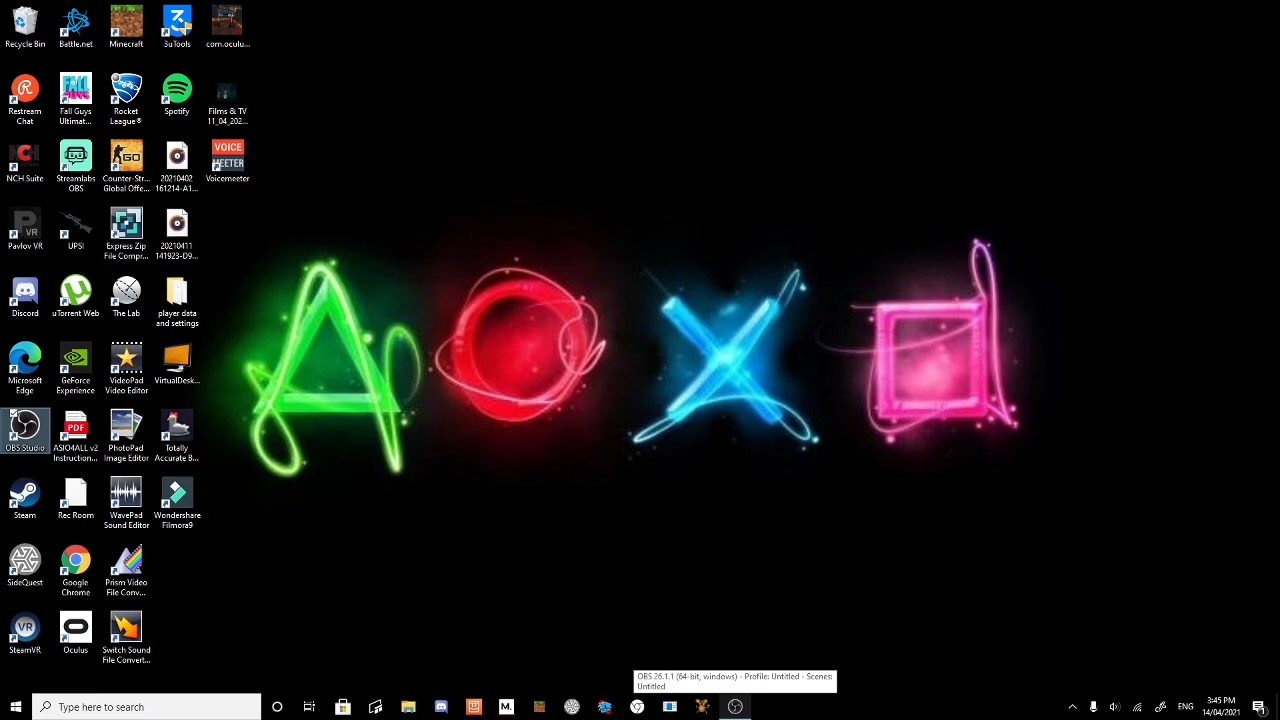 Recycle Bin
Battle.net
Minecraft
3uTools
com.oculu...
Restream
Chat
Fall Guys
Ultimat...
Rocket
League®
Spotify
Films & TV
11_04_202...
NCH
NCH Suite
Streamlabs
OBS
GO
Counter-Str...
Global Offe...
20210402
161214-A1...
VOICE
MEETER
Voicemeeter
P
VR
Pavlov VR
UPSI
Express Zip
File Compr...
20210411
141923-D9...
Discord
uTorrent Web
The Lab
player data
and settings
Microsoft
Edge
GeForce
Experience
VideoPad
Video Editor
VirtualDesk...
OBS Studio
PDF
ASIO4ALL v2
Instruction...
PhotoPad
Image Editor
Totally
Accurate B...
Steam
Rec Room
WavePad
Sound Editor
Wondershare
Filmora9
SideQuest
Google
Chrome
Prism Video
File Conv...
VR
SteamVR
Oculus
Switch Sound
File Convert...
OBS 26.1.1 (64-bit, windows) - Profile: Untitled - Scenes:
Untitled
Type here to search
M.
ENG
3:45 PM
14/04/2021